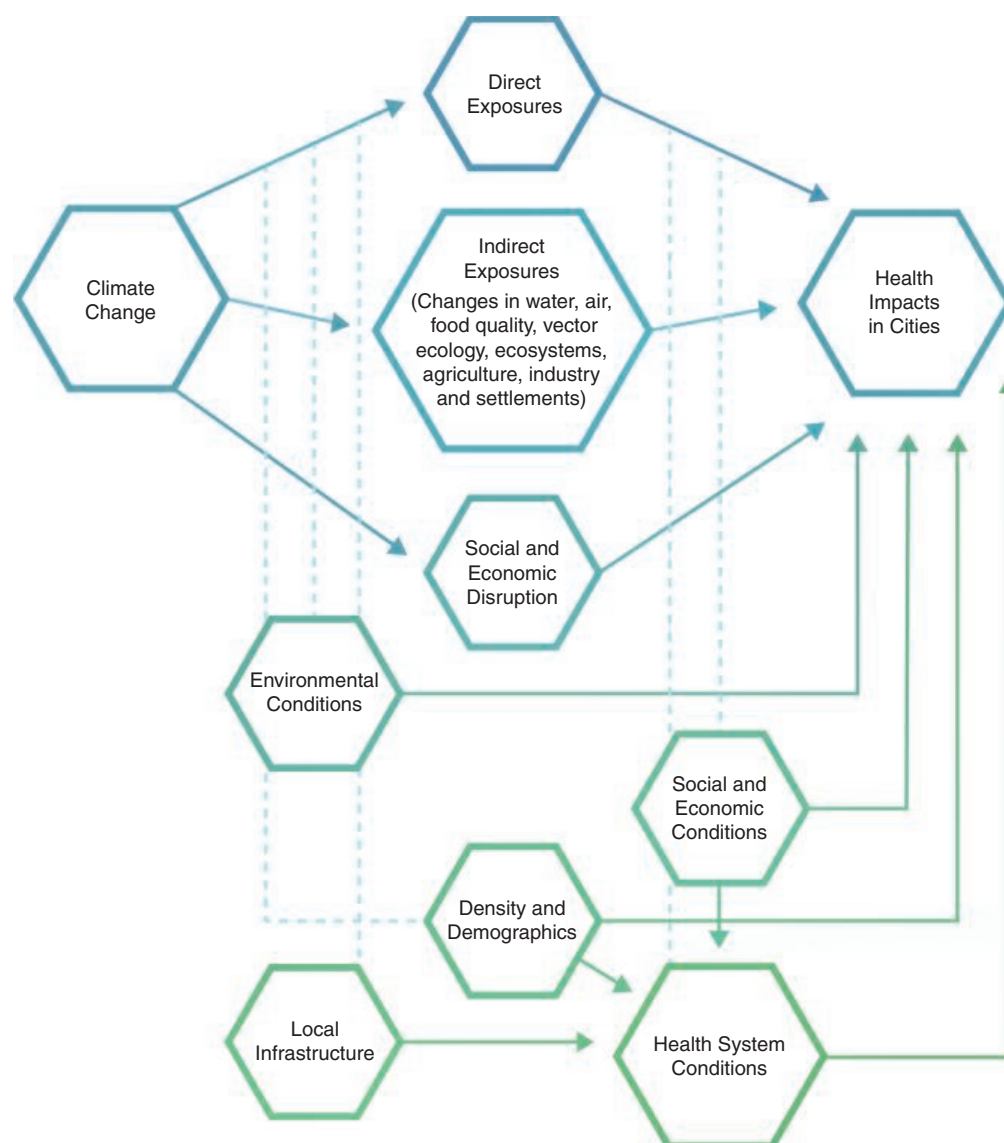 Direct
Exposures
Climate
Change
Indirect
Exposures
(Changes in water, air,
food quality, vector
ecology, ecosystems,
agriculture, industry
and settlements)
Health
Impacts
in Cities
Social and
Economic
Disruption
Environmental
Conditions
Social and
Economic
Conditions
Density and
Demographics
Local
Infrastructure
Health System
Conditions